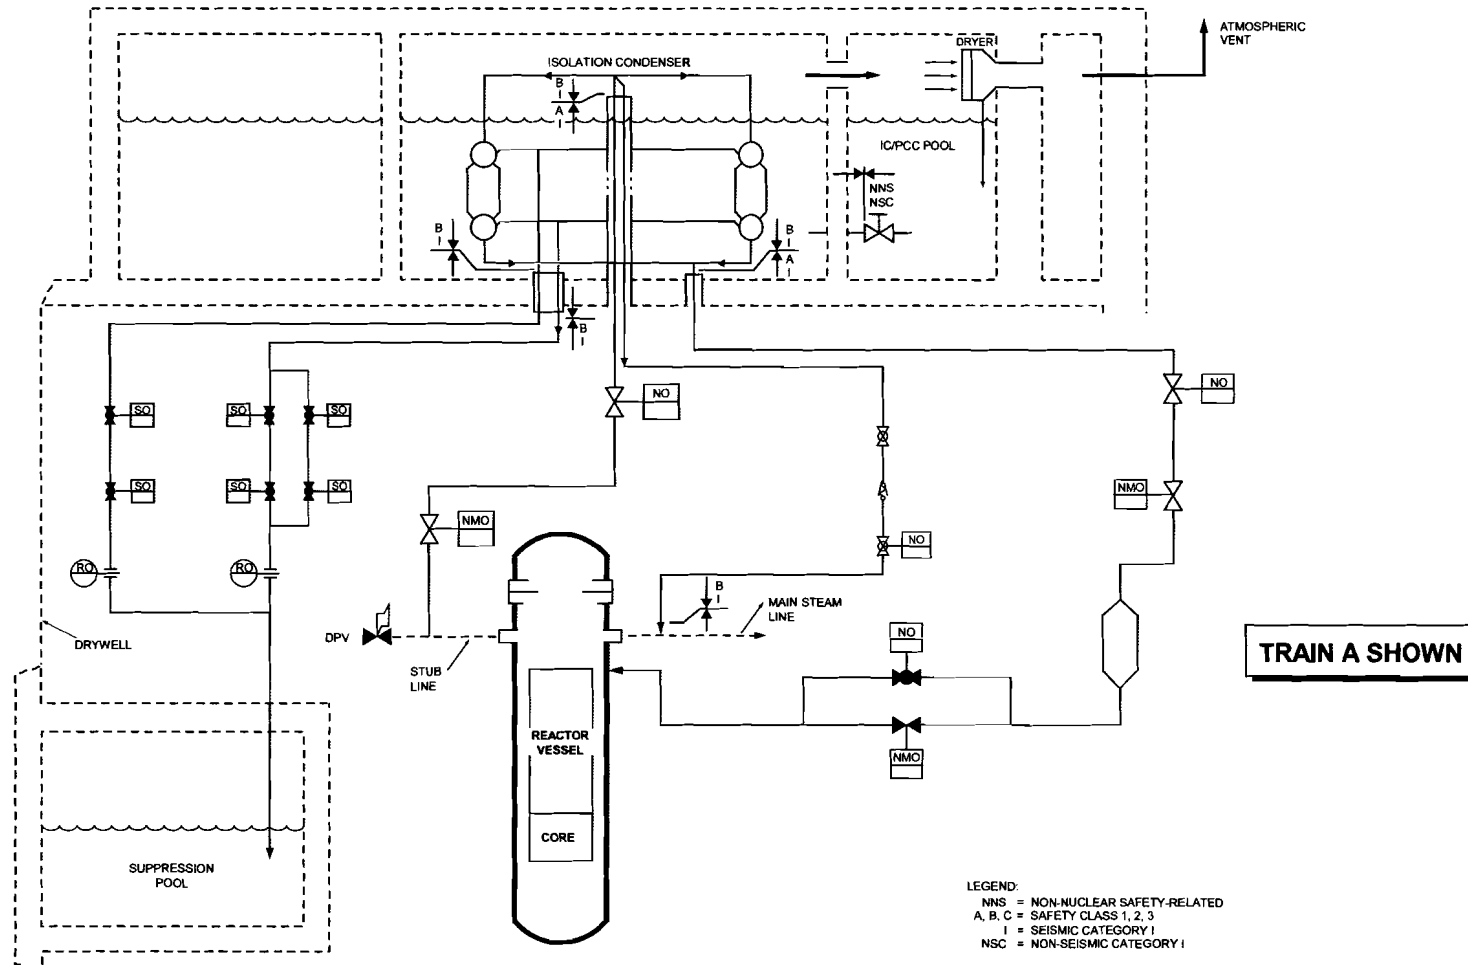 ATMOSPHERIC
VENT
DRYER
ISOLATION CONDENSER
B
I
A
I
IC/PCC POOL
NNS
NSC
B
I
B
I
A
I
B
I
NO
NO
SO
SO
SO
SO
SO
SO
NMO
NMO
NO
RO
RO
B
I
MAIN STEAM
LINE
DPV
STUB
LINE
DRYWELL
NO
TRAIN A SHOWN
REACTOR
VESSEL
NMO
CORE
SUPPRESSION
POOL
LEGEND:
NNS = NON-NUCLEAR SAFETY-RELATED
A, B, C = SAFETY CLASS 1, 2, 3
I = SEISMIC CATEGORY I
NSC = NON-SEISMIC CATEGORY I